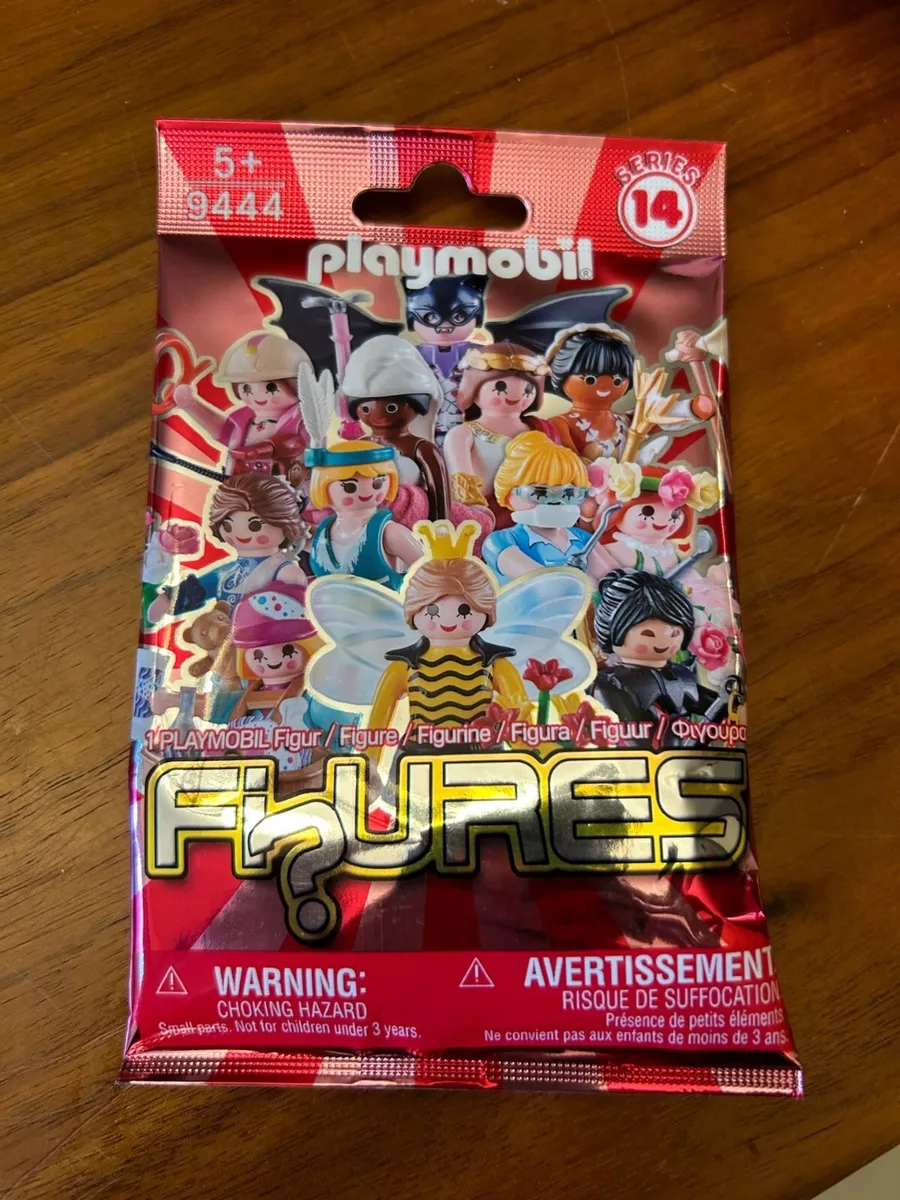 5+
9444
SERIES
14
playmobil®
1 PLAYMOBIL Figur / Figure / Figurine / Figura / Figuur / Φιγούρα
FI?URES
WARNING:
CHOKING HAZARD
Small parts. Not for children under 3 years.
AVERTISSEMENT
RISQUE DE SUFFOCATION
Présence de petits éléments
Ne convient pas aux enfants de moins de 3 ans.